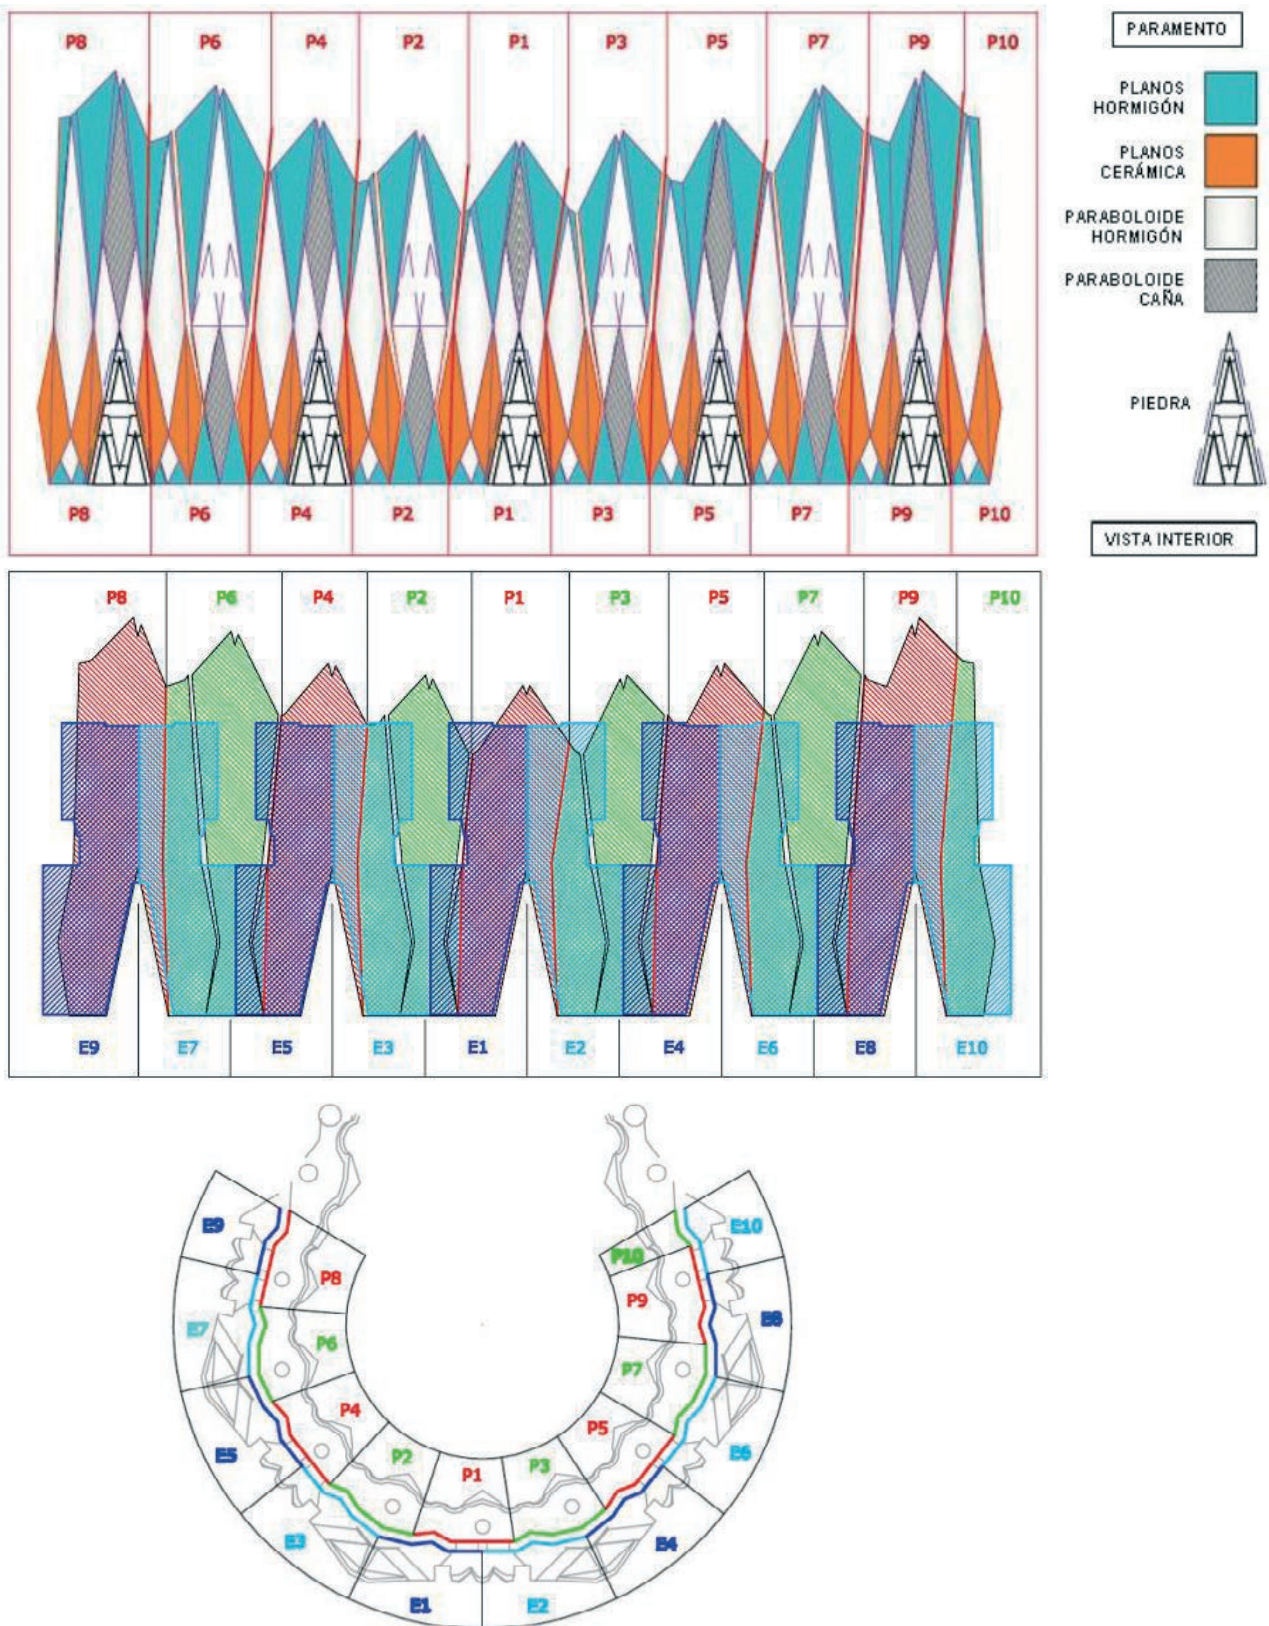 P8 P6 P4 P2 P1 P3 P5 P7 P9 P10
P8 P6 P4 P2 P1 P3 P5 P7 P9 P10
PARAMENTO
PLANOS
HORMIGÓN
PLANOS
CERÁMICA
PARABOLOIDE
HORMIGÓN
PARABOLOIDE
CAÑA
PIEDRA
VISTA INTERIOR
P8 P6 P4 P2 P1 P3 P5 P7 P9 P10
E9 E7 E5 E3 E1 E2 E4 E6 E8 E10
E9 E10
P10
P8 P9
E7 E8
P6 P7
P4 P5
E5 P2 P1 P3 E6
E3 E4
E1 E2